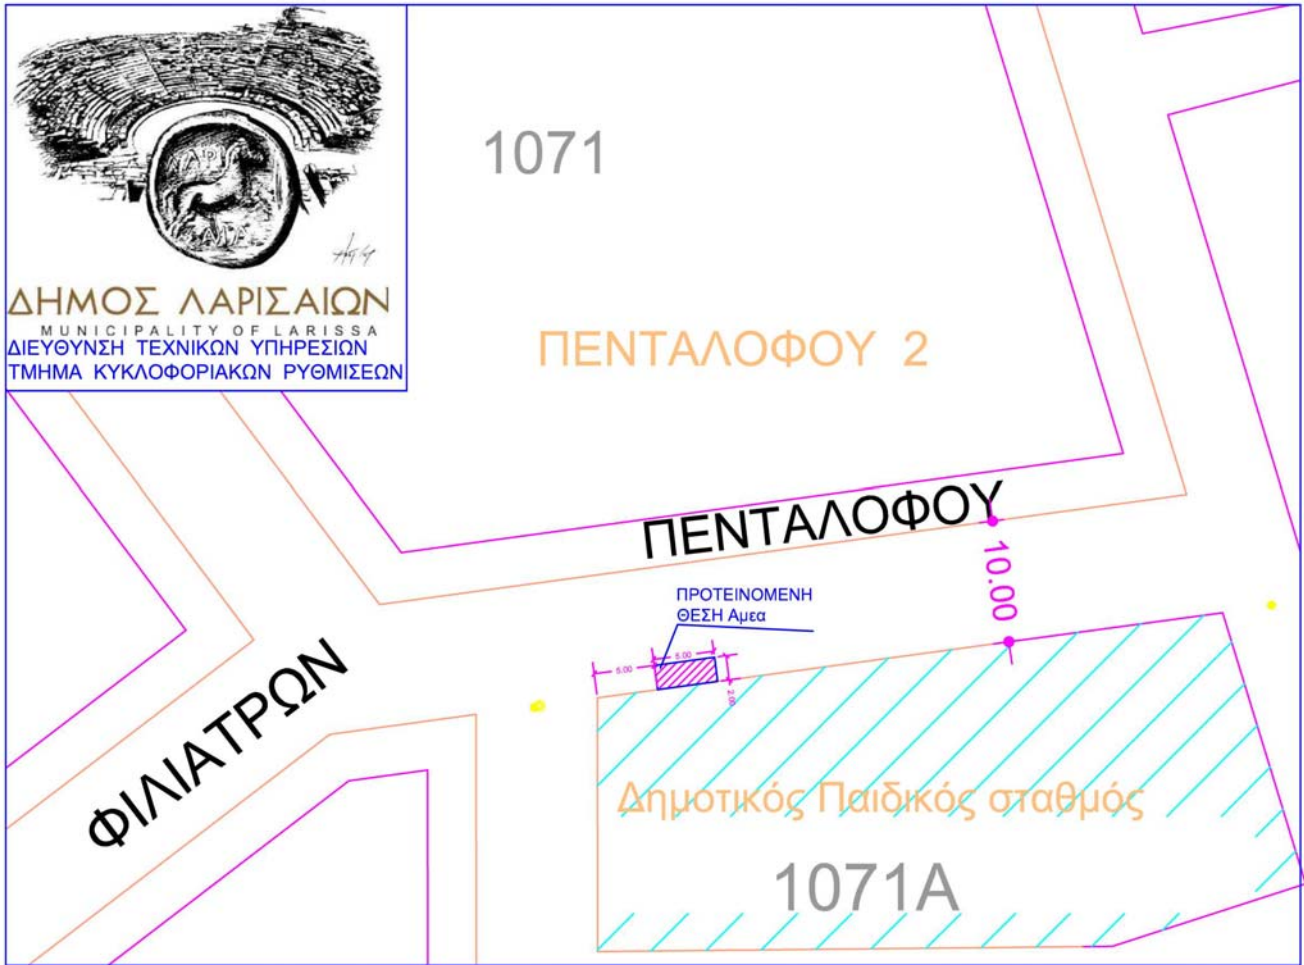 ΔΗΜΟΣ ΛΑΡΙΣΑΙΩΝ
MUNICIPALITY OF LARISSA
ΔΙΕΥΘΥΝΣΗ ΤΕΧΝΙΚΩΝ ΥΠΗΡΕΣΙΩΝ
ΤΜΗΜΑ ΚΥΚΛΟΦΟΡΙΑΚΩΝ ΡΥΘΜΙΣΕΩΝ
1071
ΠΕΝΤΑΛΟΦΟΥ 2
ΠΕΝΤΑΛΟΦΟΥ
10.00
ΠΡΟΤΕΙΝΟΜΕΝΗ
ΘΕΣΗ Αμεα
5.00
5.00
2.00
ΦΙΛΙΑΤΡΩΝ
Δημοτικός Παιδικός σταθμός
1071A